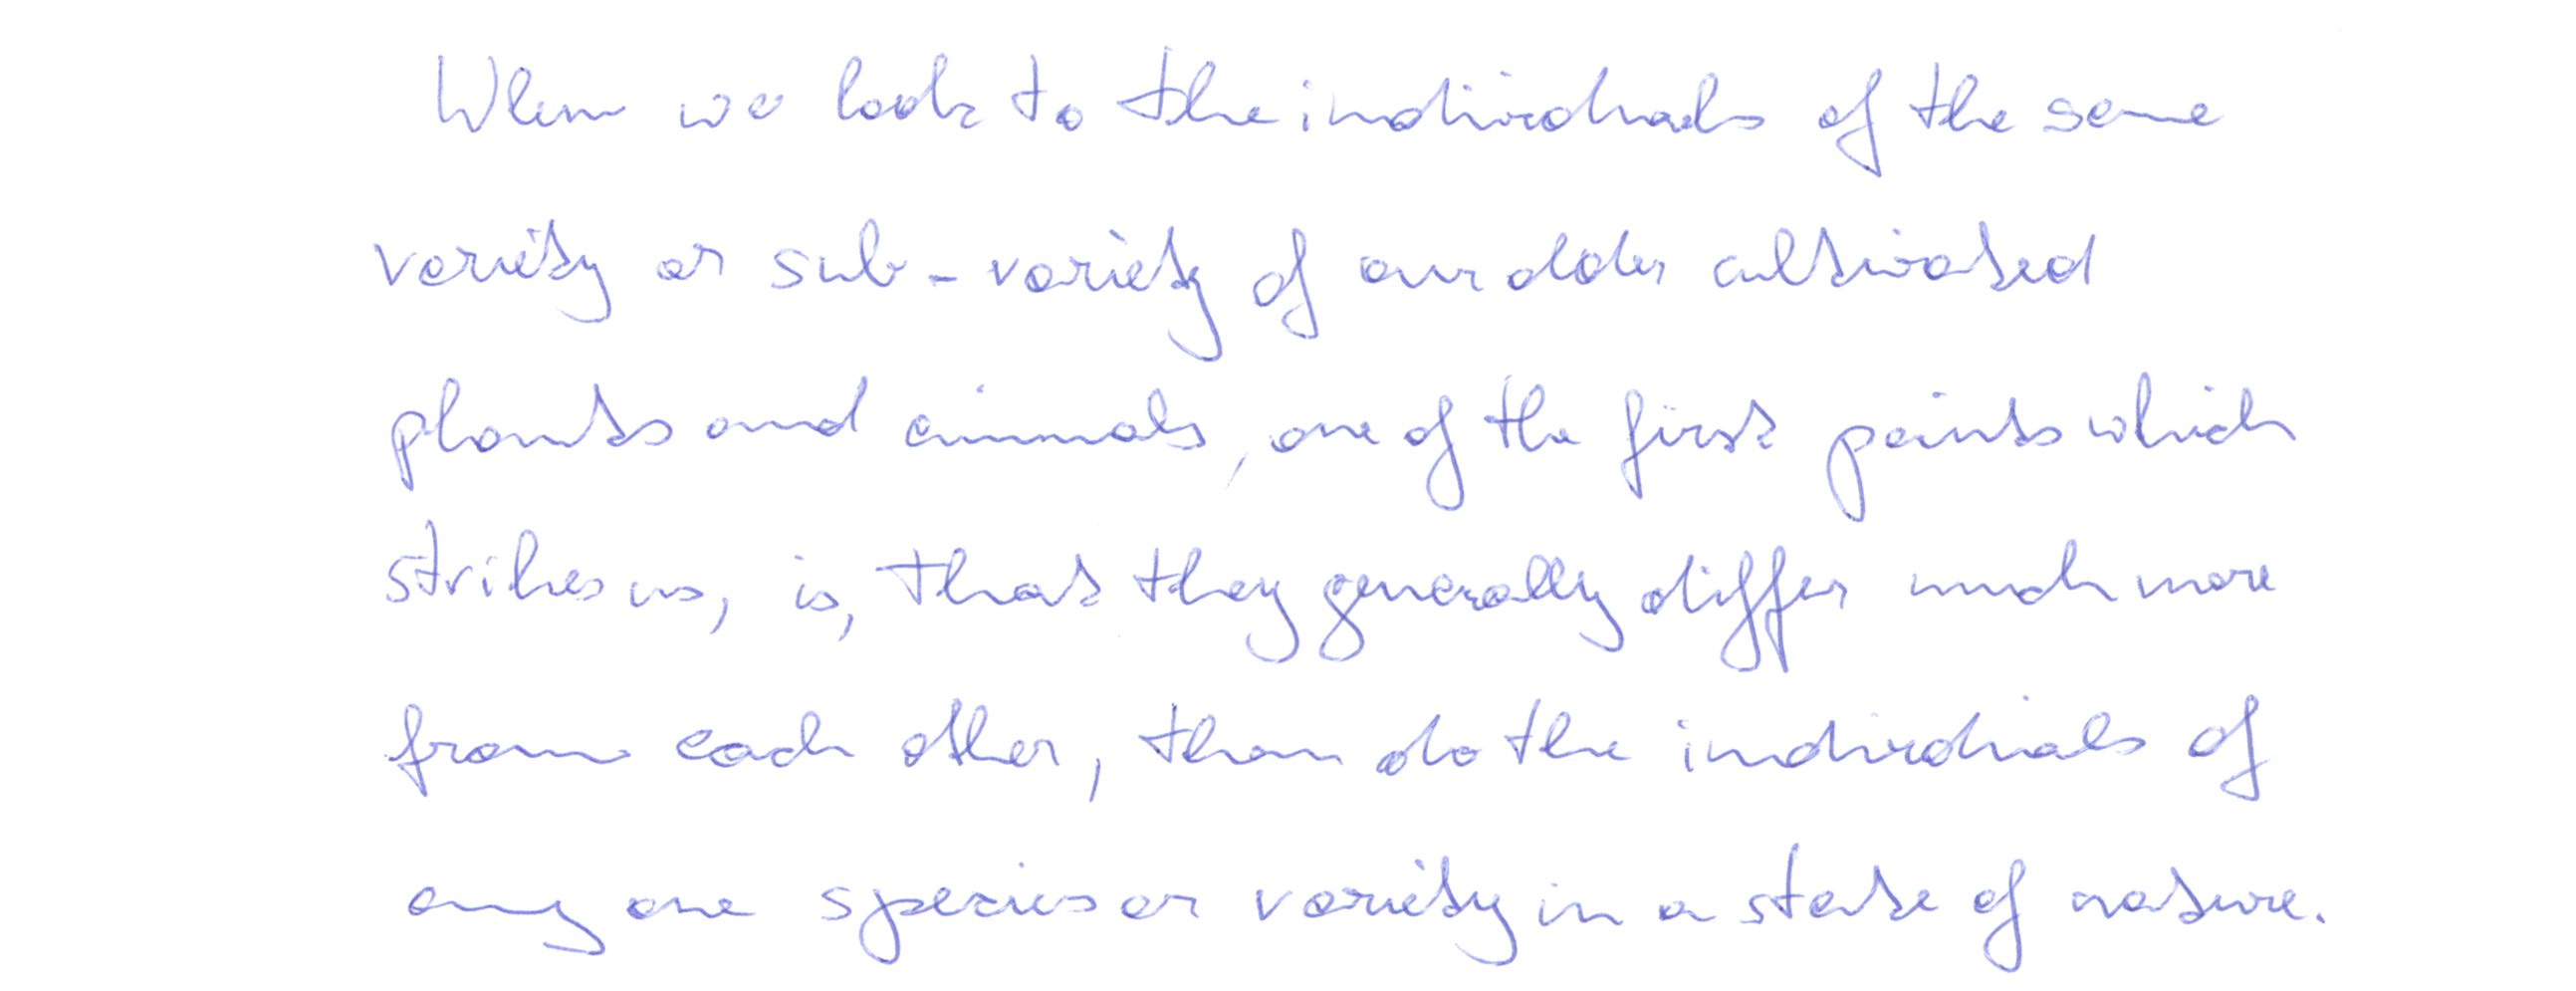 When we look to the individuals of the same
variety or sub-variety of our older cultivated
plants and animals, one of the first points which
strikes us, is, that they generally differ much more
from each other, than do the individuals of
any one species or variety in a state of nature.